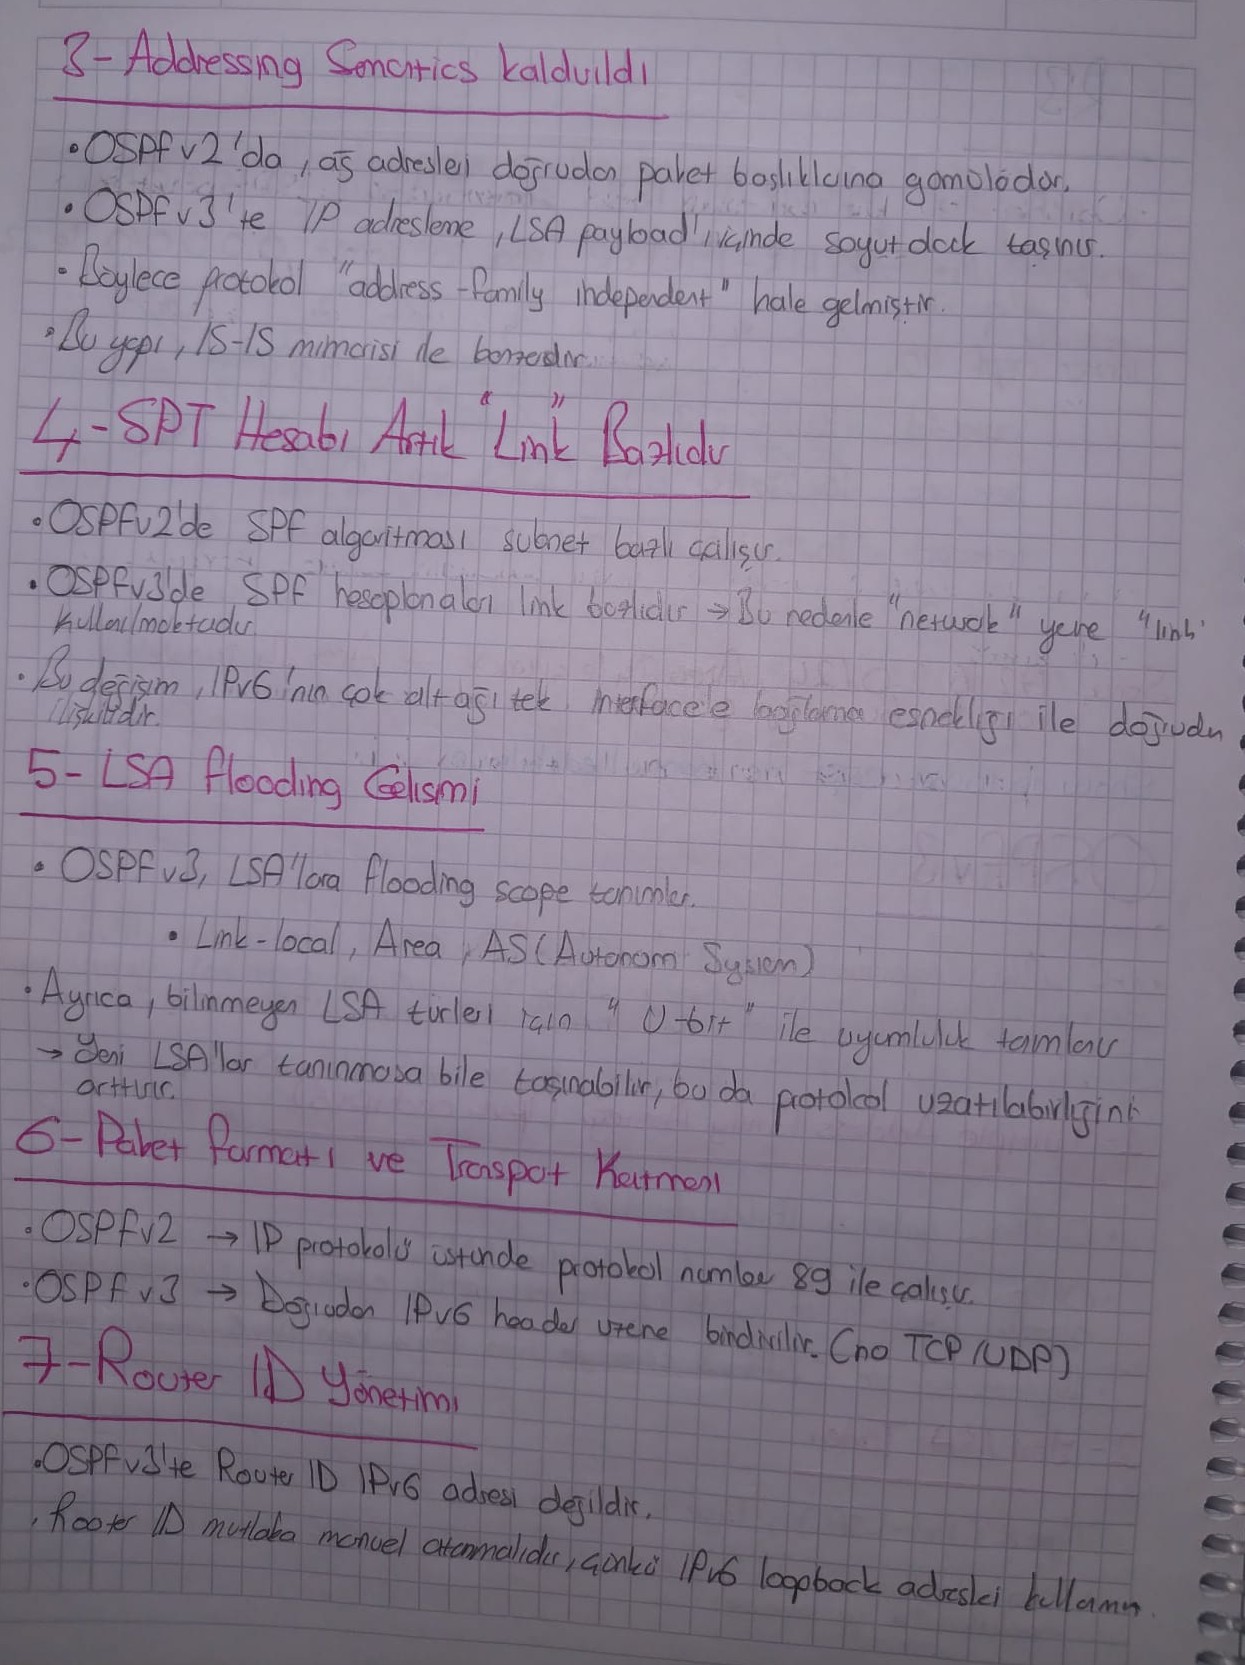 3- Addressing Semantics kaldırıldı
• OSPFv2'da, ağ adresleri doğrudan paket başlıklarına gömülüdür.
• OSPFv3'te IP adresleme, LSA payload'ı içinde soyut olarak taşınır.
• Böylece protokol "address-family independent" hale gelmiştir.
• Bu yapı, IS-IS mimarisi ile benzerdir.
4- SPT Hesabı Artık "Link" Bazlıdır
• OSPFv2'de SPF algoritması subnet bazlı çalışır.
• OSPFv3'de SPF hesaplamaları link bazlıdır → Bu nedenle "network" yerine "link"
kullanılmaktadır
• Bu değişim, IPv6'nın çok alt ağı tek interface'e bağlama esnekliği ile doğrudan
ilişkilidir.
5- LSA flooding Gelişimi
• OSPFv3, LSA'lara flooding scope tanımlar.
• Link-local, Area, AS (Autonom System)
• Ayrıca, bilinmeyen LSA türleri için "U-bit" ile uyumluluk tanımlanır
→ Yeni LSA'lar tanınmasa bile taşınabilir, bu da protokol uzatılabirliğini
arttırır.
6- Paket formatı ve Transport Katmanı
• OSPFv2 → IP protokolü üstünde protokol number 89 ile çalışır.
• OSPFv3 → Doğrudan IPv6 header üzerine bindirilir. (no TCP/UDP)
7- Router ID Yönetimi
• OSPFv3'te Router ID IPv6 adresi değildir.
• Router ID mutlaka manuel atanmalıdır, çünkü IPv6 loopback adresleri kullanmaz.